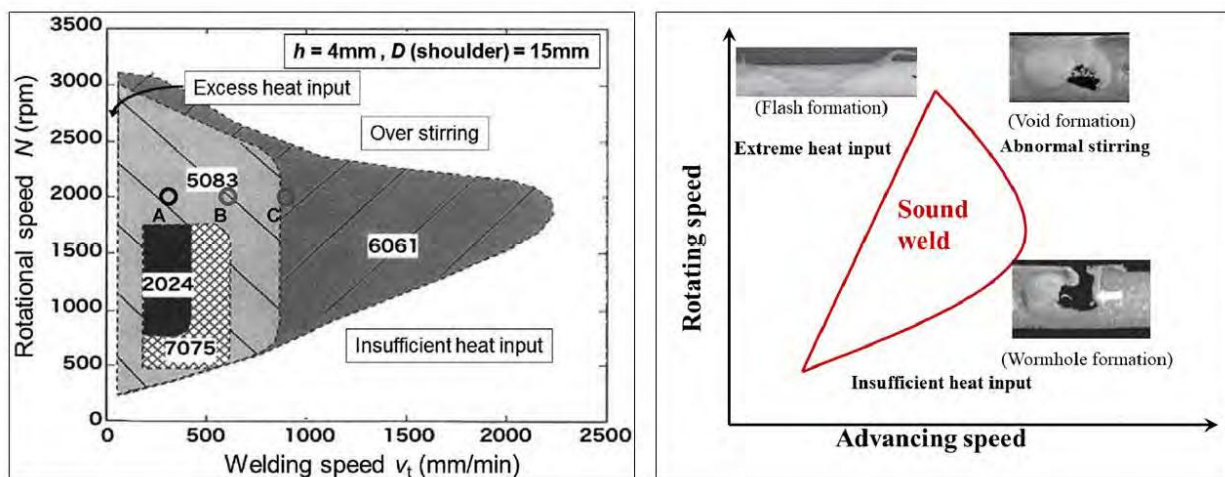 3500
3000
2500
2000
1500
1000
500
0
Rotational speed N (rpm)
h = 4mm , D (shoulder) = 15mm
Excess heat input
Over stirring
5083
A
B
C
6061
2024
7075
Insufficient heat input
0
500
1000
1500
2000
2500
Welding speed vt (mm/min)
Rotating speed
(Flash formation)
Extreme heat input
(Void formation)
Abnormal stirring
Sound
weld
(Wormhole formation)
Insufficient heat input
Advancing speed